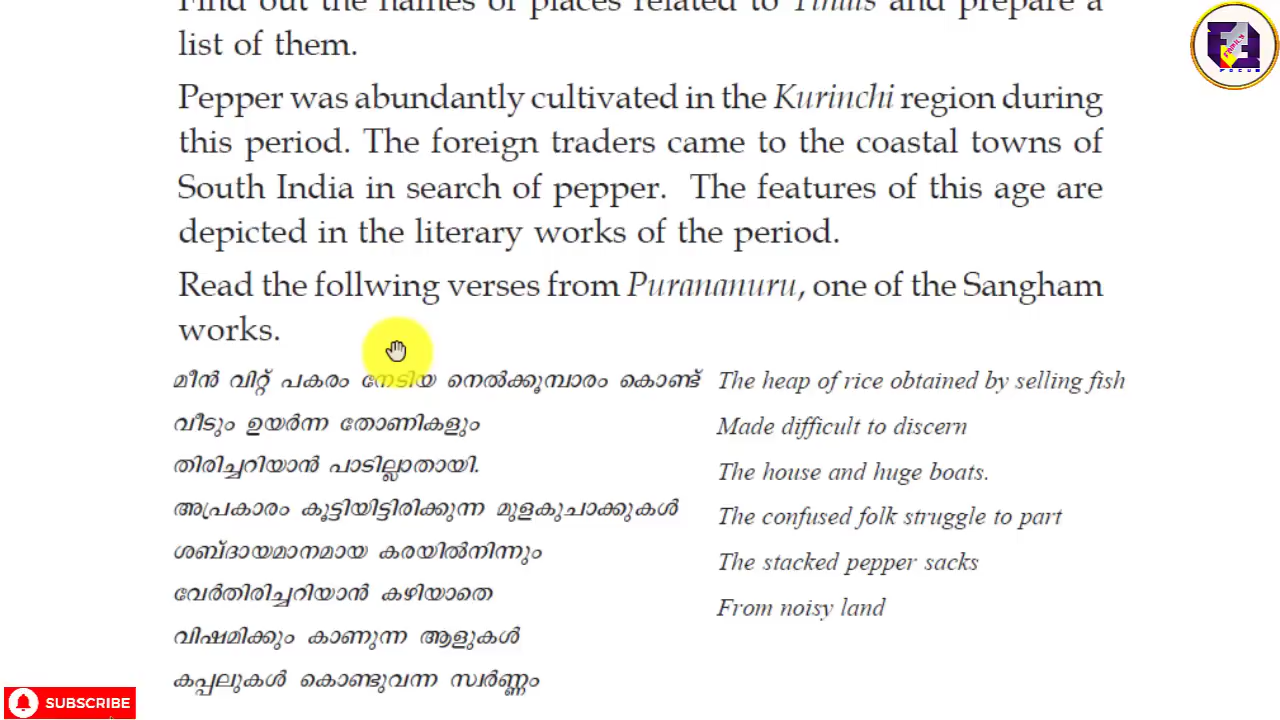 Find out the names of places related to Tinais and prepare a
list of them.
Pepper was abundantly cultivated in the Kurinchi region during
this period. The foreign traders came to the coastal towns of
South India in search of pepper. The features of this age are
depicted in the literary works of the period.
Read the follwing verses from Purananuru, one of the Sangham
works.
മീൻ വിറ്റ് പകരം നേടിയ നെൽക്കൂമ്പാരം കൊണ്ട്
വീടും ഉയർന്ന തോണികളും
തിരിച്ചറിയാൻ പാടില്ലാതായി.
അപ്രകാരം കൂട്ടിയിട്ടിരിക്കുന്ന മുളകുചാക്കുകൾ
ശബ്ദായമാനമായ കരയിൽനിന്നും
വേർതിരിച്ചറിയാൻ കഴിയാതെ
വിഷമിക്കും കാണുന്ന ആളുകൾ
കപ്പലുകൾ കൊണ്ടുവന്ന സ്വർണ്ണം
The heap of rice obtained by selling fish
Made difficult to discern
The house and huge boats.
The confused folk struggle to part
The stacked pepper sacks
From noisy land
SUBSCRIBE